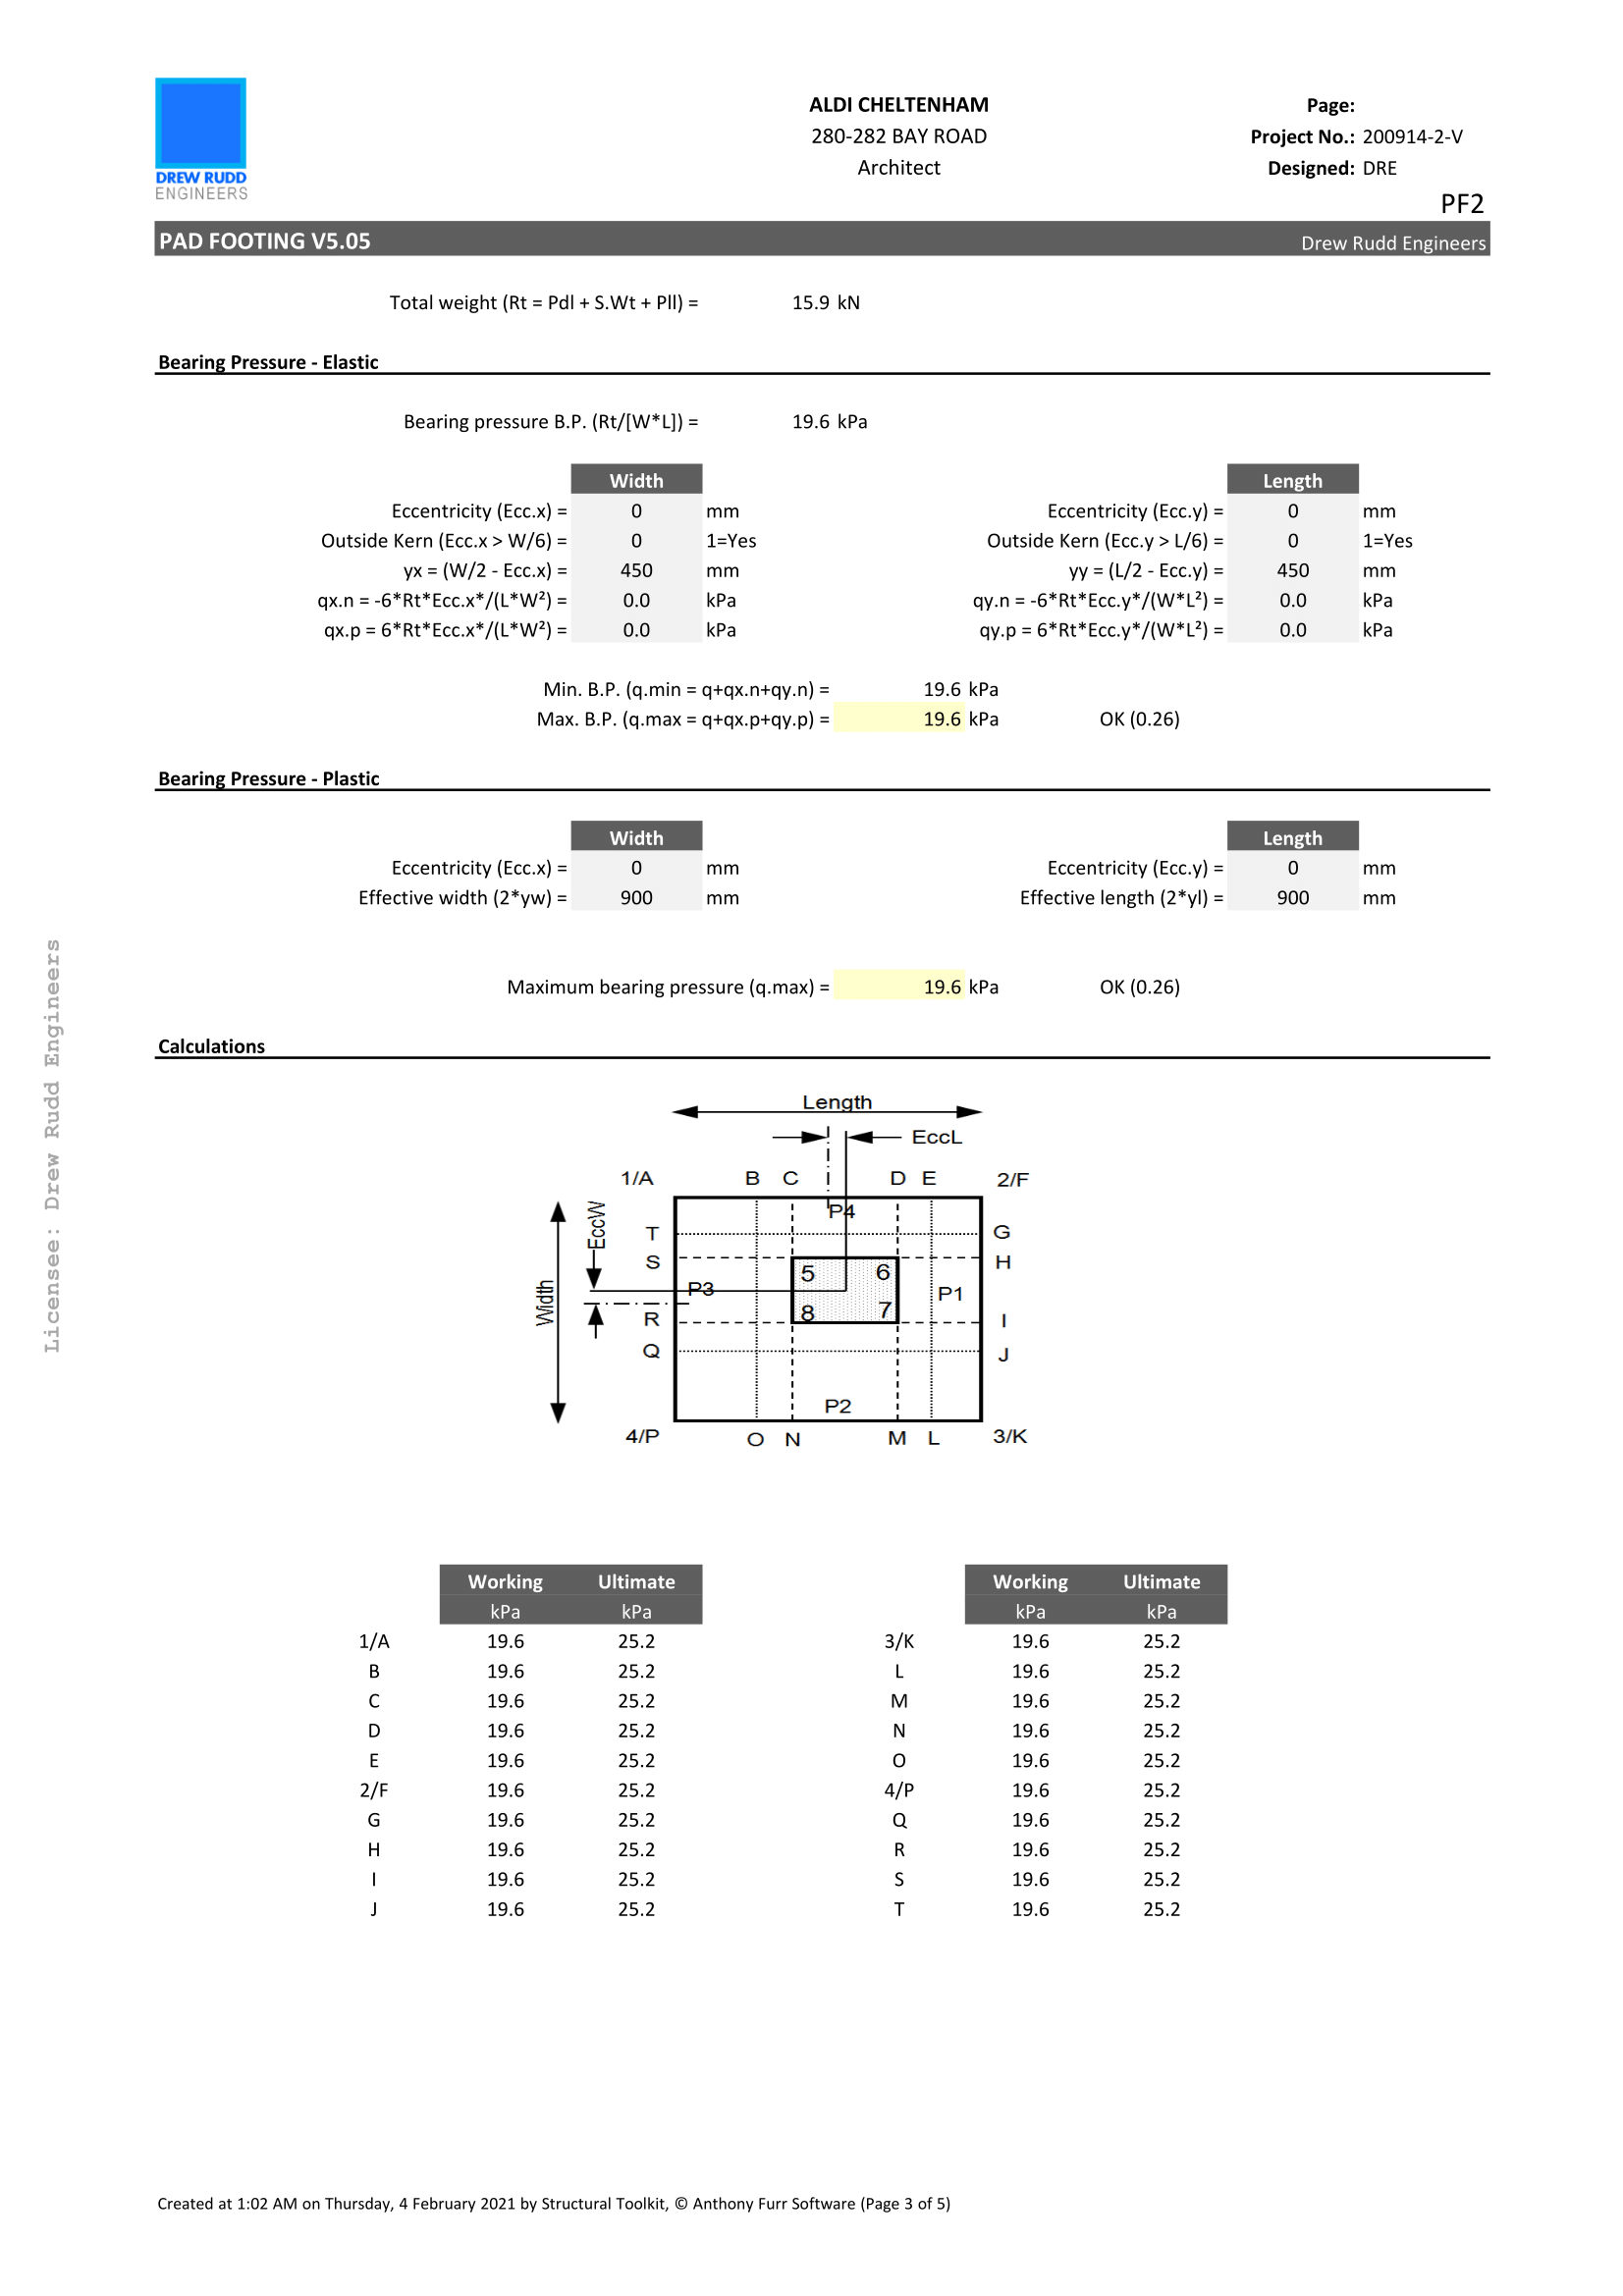 DREW RUDD
ENGINEERS
ALDI CHELTENHAM
280-282 BAY ROAD
Architect
Page:
Project No.: 200914-2-V
Designed: DRE
PF2
PAD FOOTING V5.05 Drew Rudd Engineers
Total weight (Rt = Pdl + S.Wt + Pll) = 15.9 kN
Bearing Pressure - Elastic
Bearing pressure B.P. (Rt/[W*L]) = 19.6 kPa
Width Length
Eccentricity (Ecc.x) = 0 mm Eccentricity (Ecc.y) = 0 mm
Outside Kern (Ecc.x > W/6) = 0 1=Yes Outside Kern (Ecc.y > L/6) = 0 1=Yes
yx = (W/2 - Ecc.x) = 450 mm yy = (L/2 - Ecc.y) = 450 mm
qx.n = -6*Rt*Ecc.x*/(L*W²) = 0.0 kPa qy.n = -6*Rt*Ecc.y*/(W*L²) = 0.0 kPa
qx.p = 6*Rt*Ecc.x*/(L*W²) = 0.0 kPa qy.p = 6*Rt*Ecc.y*/(W*L²) = 0.0 kPa
Min. B.P. (q.min = q+qx.n+qy.n) = 19.6 kPa
Max. B.P. (q.max = q+qx.p+qy.p) = 19.6 kPa OK (0.26)
Bearing Pressure - Plastic
Width Length
Eccentricity (Ecc.x) = 0 mm Eccentricity (Ecc.y) = 0 mm
Effective width (2*yw) = 900 mm Effective length (2*yl) = 900 mm
Maximum bearing pressure (q.max) = 19.6 kPa OK (0.26)
Calculations
Length
EccL
1/A B C D E 2/F
P4
EccW
T G
S H
5 6
P3 P1
Width
8 7
R I
Q J
P2
4/P O N M L 3/K
Working Ultimate Working Ultimate
kPa kPa kPa kPa
1/A 19.6 25.2 3/K 19.6 25.2
B 19.6 25.2 L 19.6 25.2
C 19.6 25.2 M 19.6 25.2
D 19.6 25.2 N 19.6 25.2
E 19.6 25.2 O 19.6 25.2
2/F 19.6 25.2 4/P 19.6 25.2
G 19.6 25.2 Q 19.6 25.2
H 19.6 25.2 R 19.6 25.2
I 19.6 25.2 S 19.6 25.2
J 19.6 25.2 T 19.6 25.2
Created at 1:02 AM on Thursday, 4 February 2021 by Structural Toolkit, © Anthony Furr Software (Page 3 of 5)
Licensee: Drew Rudd Engineers